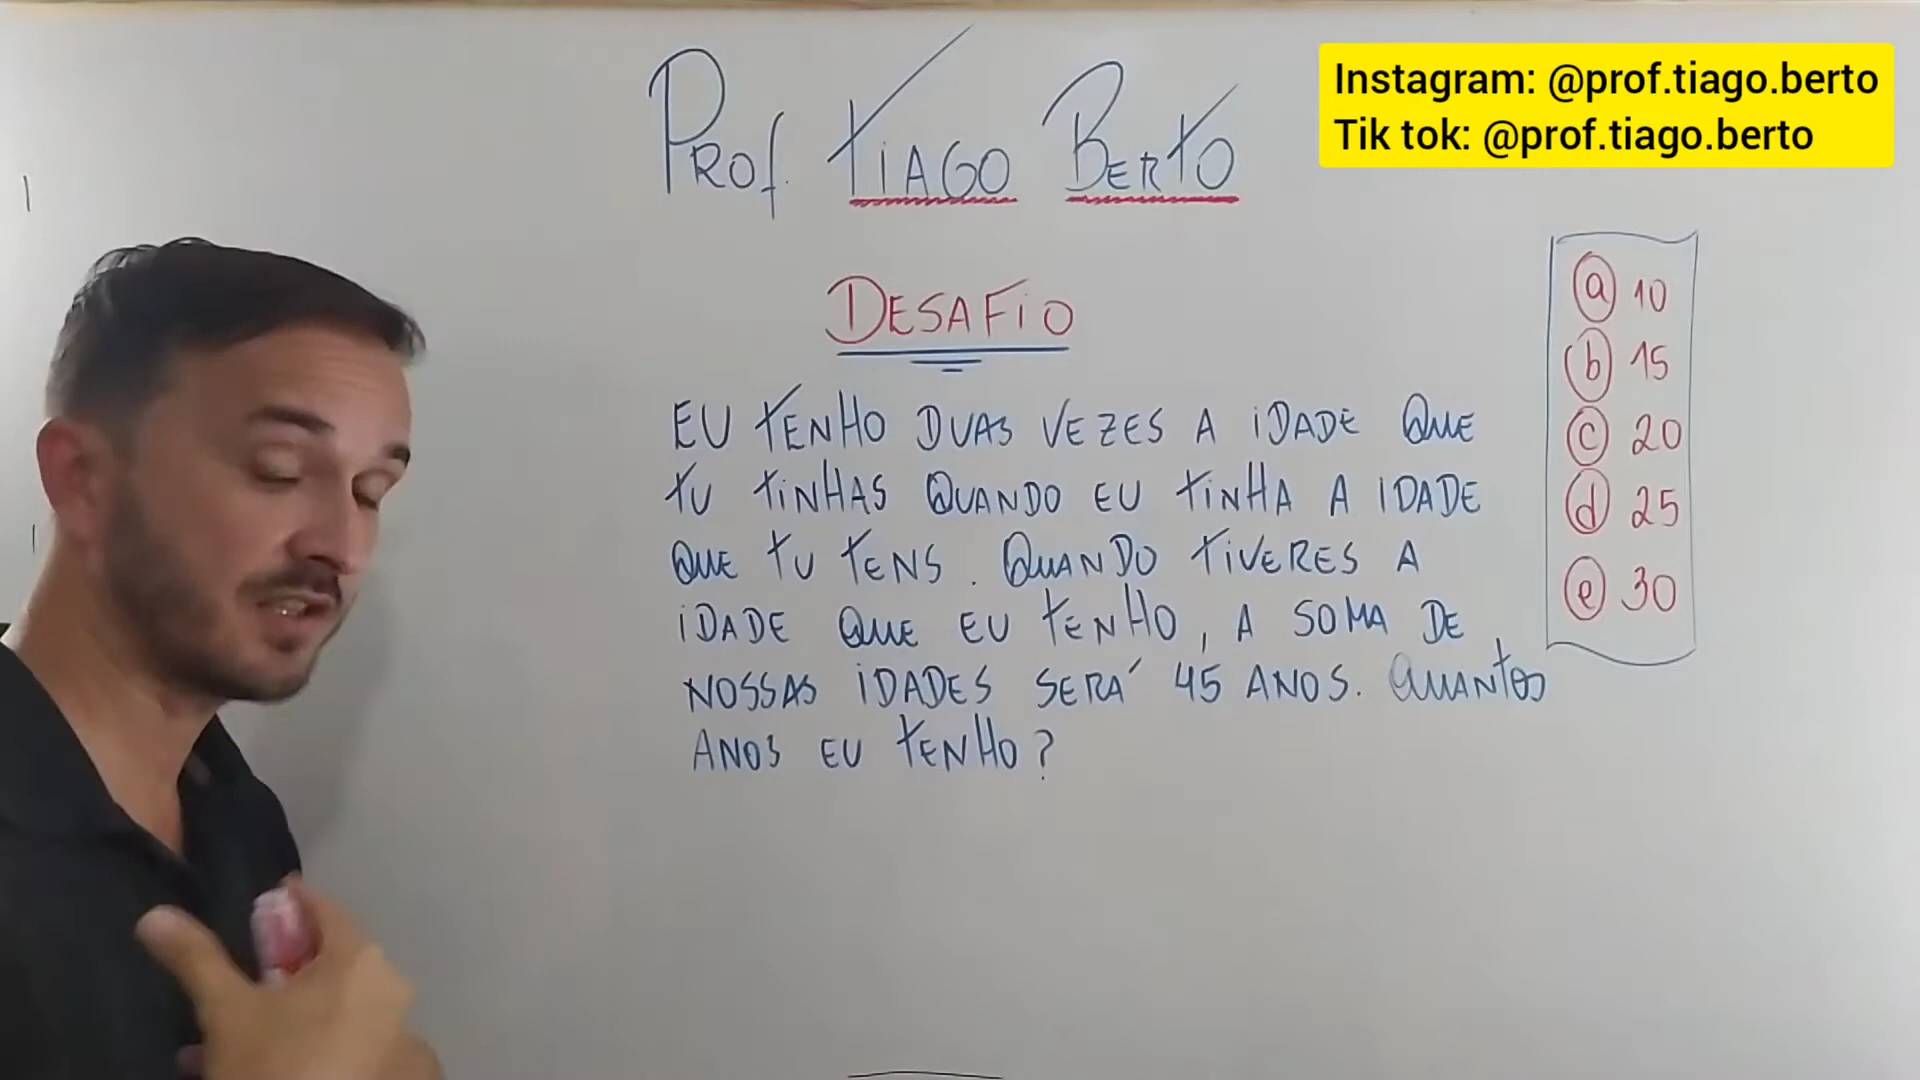 Prof. Tiago Berto
Instagram: @prof.tiago.berto
Tik tok: @prof.tiago.berto
DESAFIO
EU TENHO DUAS VEZES A IDADE QUE
TU TINHAS QUANDO EU TINHA A IDADE
QUE TU TENS. QUANDO TIVERES A
IDADE QUE EU TENHO, A SOMA DE
NOSSAS IDADES SERÁ 45 ANOS. QUANTOS
ANOS EU TENHO?
a 10
b 15
c 20
d 25
e 30